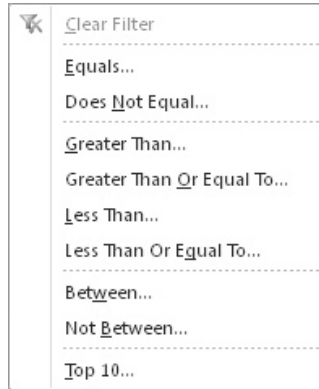 Clear Filter
Equals...
Does Not Equal...
Greater Than...
Greater Than Or Equal To...
Less Than...
Less Than Or Equal To...
Between...
Not Between...
Top 10...